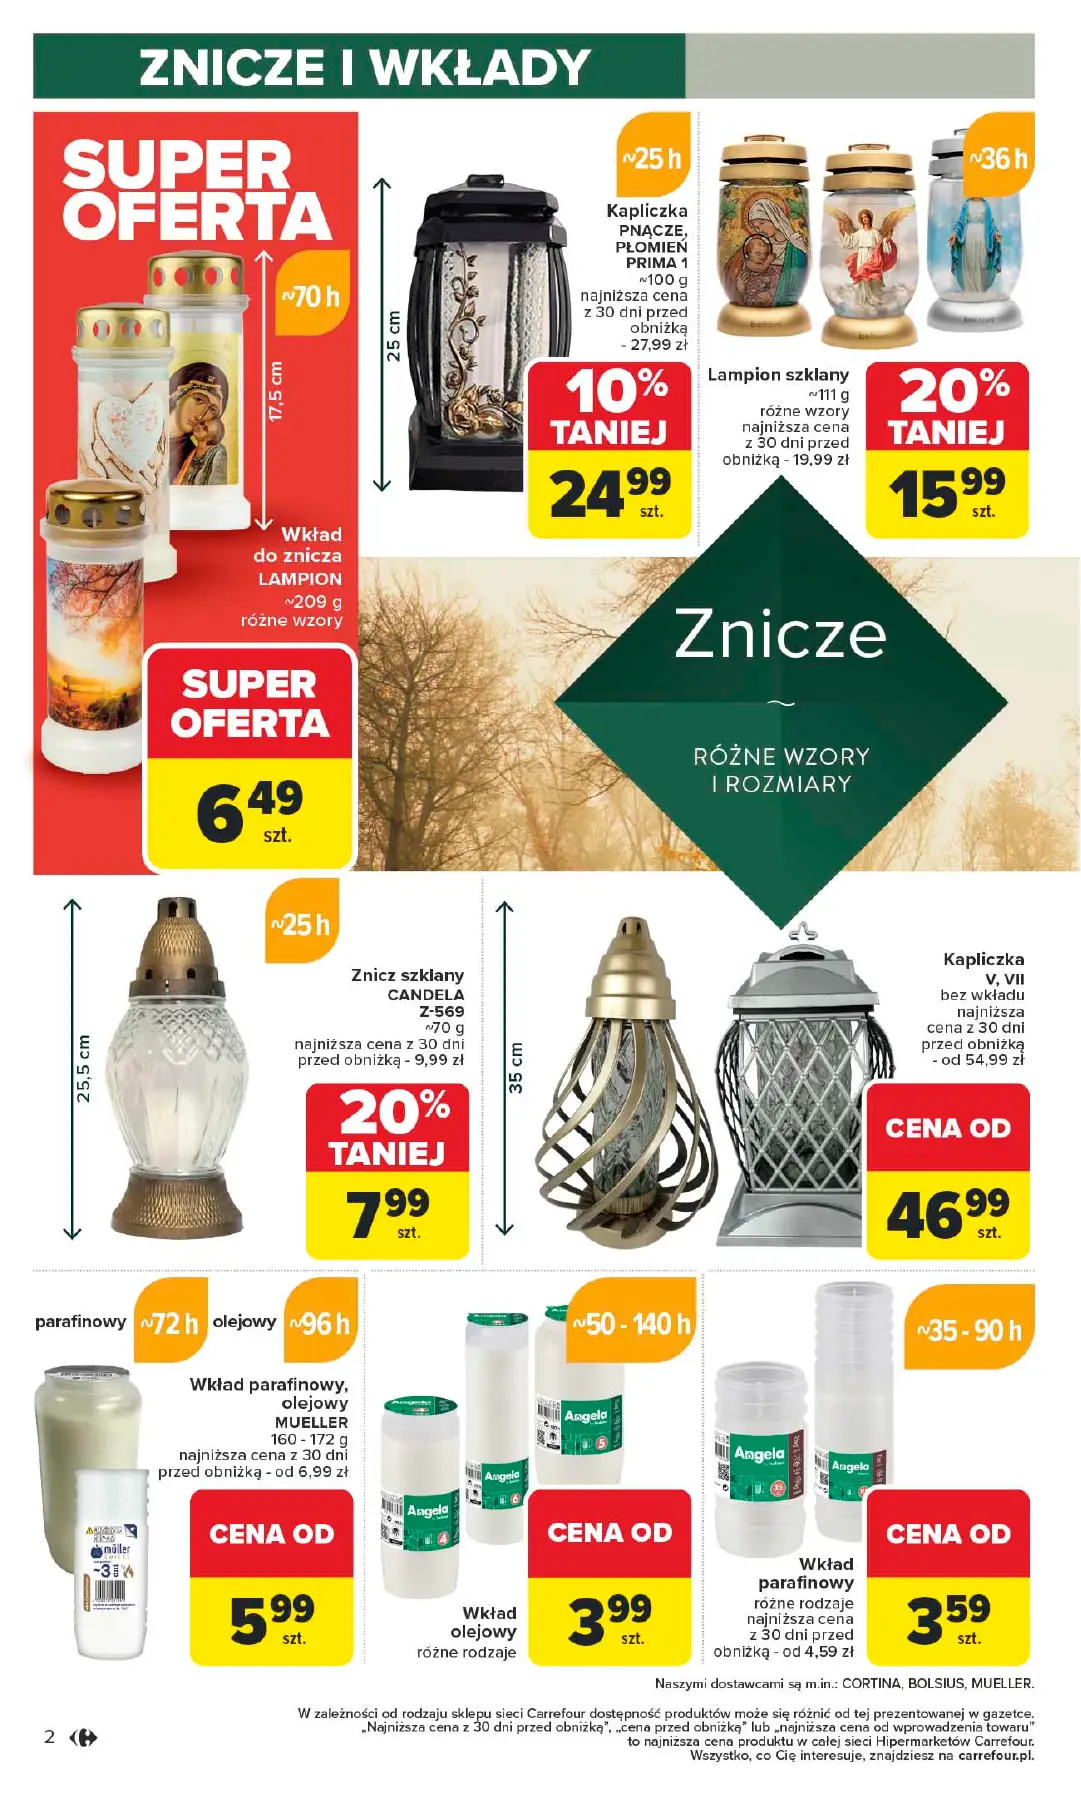 ZNICZE I WKŁADY
SUPER
OFERTA
~70 h
17,5 cm
Wkład
do znicza
LAMPION
~209 g
różne wzory
SUPER
OFERTA
6 49
szt.
25 cm
~25 h
Kapliczka
PNĄCZE,
PŁOMIEŃ
PRIMA 1
~100 g
najniższa cena
z 30 dni przed
obniżką
- 27,99 zł
10%
TANIEJ
24 99
szt.
~36 h
Lampion szklany
~111 g
różne wzory
najniższa cena
z 30 dni przed
obniżką - 19,99 zł
20%
TANIEJ
15 99
szt.
Znicze
~
RÓŻNE WZORY
I ROZMIARY
25,5 cm
~25 h
Znicz szklany
CANDELA
Z-569
~70 g
najniższa cena z 30 dni
przed obniżką - 9,99 zł
20%
TANIEJ
7 99
szt.
35 cm
Kapliczka
V, VII
bez wkładu
najniższa
cena z 30 dni
przed obniżką
- od 54,99 zł
CENA OD
46 99
szt.
parafinowy ~72 h olejowy ~96 h
Wkład parafinowy,
olejowy
MUELLER
160 - 172 g
najniższa cena z 30 dni
przed obniżką - od 6,99 zł
müller
~3 dni
CENA OD
5 99
szt.
~50 - 140 h
Angela
5
Angela
6
Angela
4
Wkład
olejowy
różne rodzaje
CENA OD
3 99
szt.
~35 - 90 h
Angela
35
Angela
Wkład
parafinowy
różne rodzaje
najniższa cena
z 30 dni przed
obniżką - od 4,59 zł
CENA OD
3 59
szt.
Naszymi dostawcami są m.in.: CORTINA, BOLSIUS, MUELLER.
W zależności od rodzaju sklepu sieci Carrefour dostępność produktów może się różnić od tej prezentowanej w gazetce.
„Najniższa cena z 30 dni przed obniżką”, „cena przed obniżką” lub „najniższa cena od wprowadzenia towaru”
to najniższa cena produktu w całej sieci Hipermarketów Carrefour.
Wszystko, co Cię interesuje, znajdziesz na carrefour.pl.
2